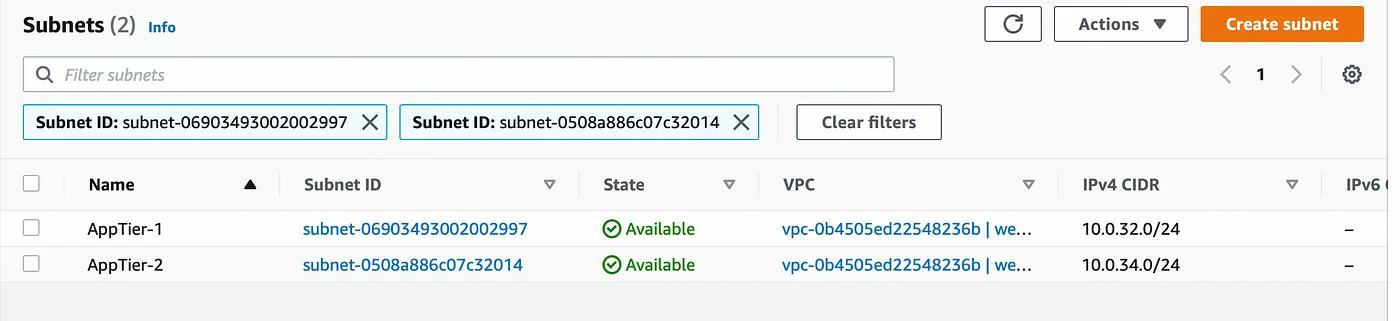 Subnets (2) Info Actions ▼ Create subnet
Filter subnets 1
Subnet ID: subnet-06903493002002997 Subnet ID: subnet-0508a886c07c32014 Clear filters
Name Subnet ID State VPC IPv4 CIDR IPv6
AppTier-1 subnet-06903493002002997 Available vpc-0b4505ed22548236b | we… 10.0.32.0/24 –
AppTier-2 subnet-0508a886c07c32014 Available vpc-0b4505ed22548236b | we… 10.0.34.0/24 –